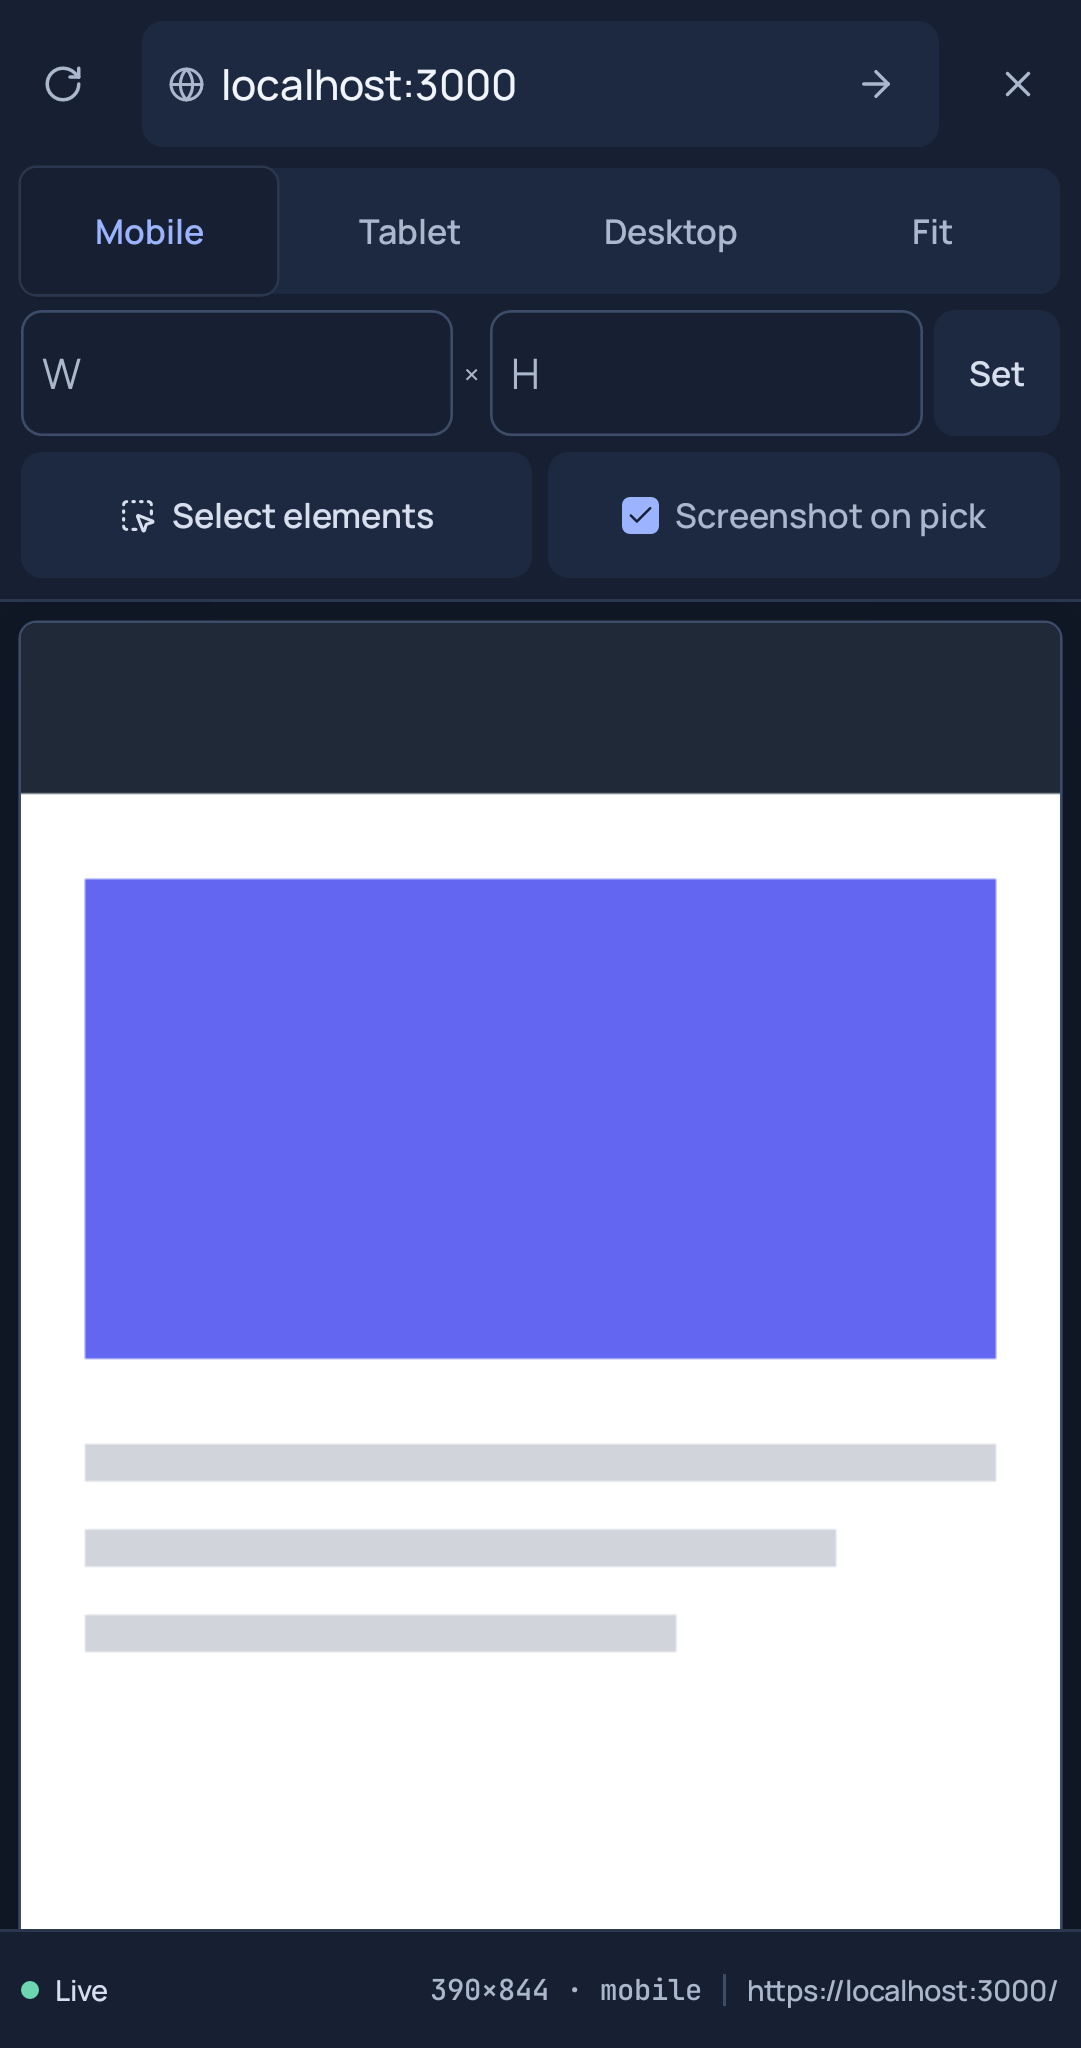 localhost:3000
Mobile Tablet Desktop Fit
W × H Set
Select elements Screenshot on pick
Live 390×844 · mobile https://localhost:3000/